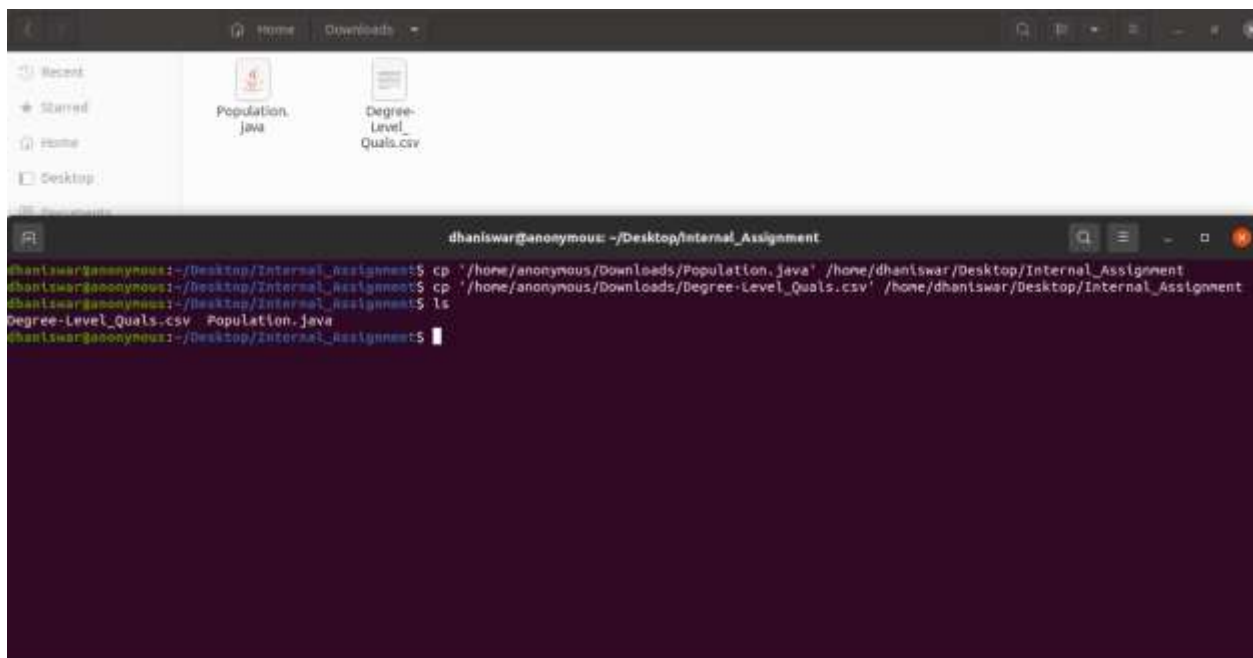 Home Downloads
Recent
Starred
Home
Desktop
Documents
Population.
java
Degree-
Level_
Quals.csv
dhaniswar@anonymous: ~/Desktop/Internal_Assignment
dhaniswar@anonymous:~/Desktop/Internal_Assignment$ cp '/home/anonymous/Downloads/Population.java' /home/dhaniswar/Desktop/Internal_Assignment
dhaniswar@anonymous:~/Desktop/Internal_Assignment$ cp '/home/anonymous/Downloads/Degree-Level_Quals.csv' /home/dhaniswar/Desktop/Internal_Assignment
dhaniswar@anonymous:~/Desktop/Internal_Assignment$ ls
Degree-Level_Quals.csv Population.java
dhaniswar@anonymous:~/Desktop/Internal_Assignment$